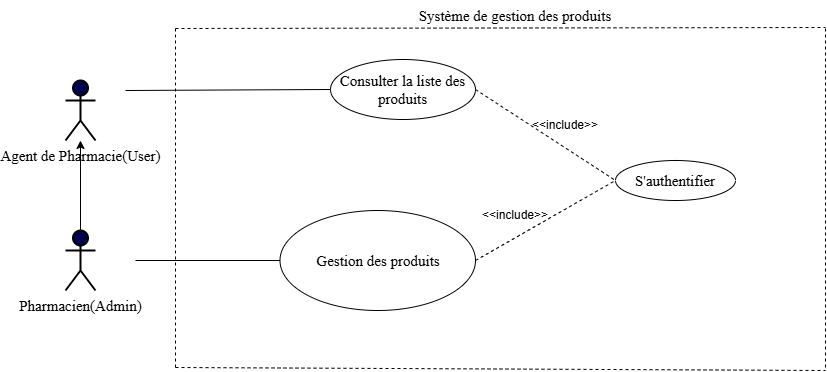 Système de gestion des produits
Consulter la liste des
produits
<<include>>
Agent de Pharmacie(User)
S'authentifier
<<include>>
Gestion des produits
Pharmacien(Admin)